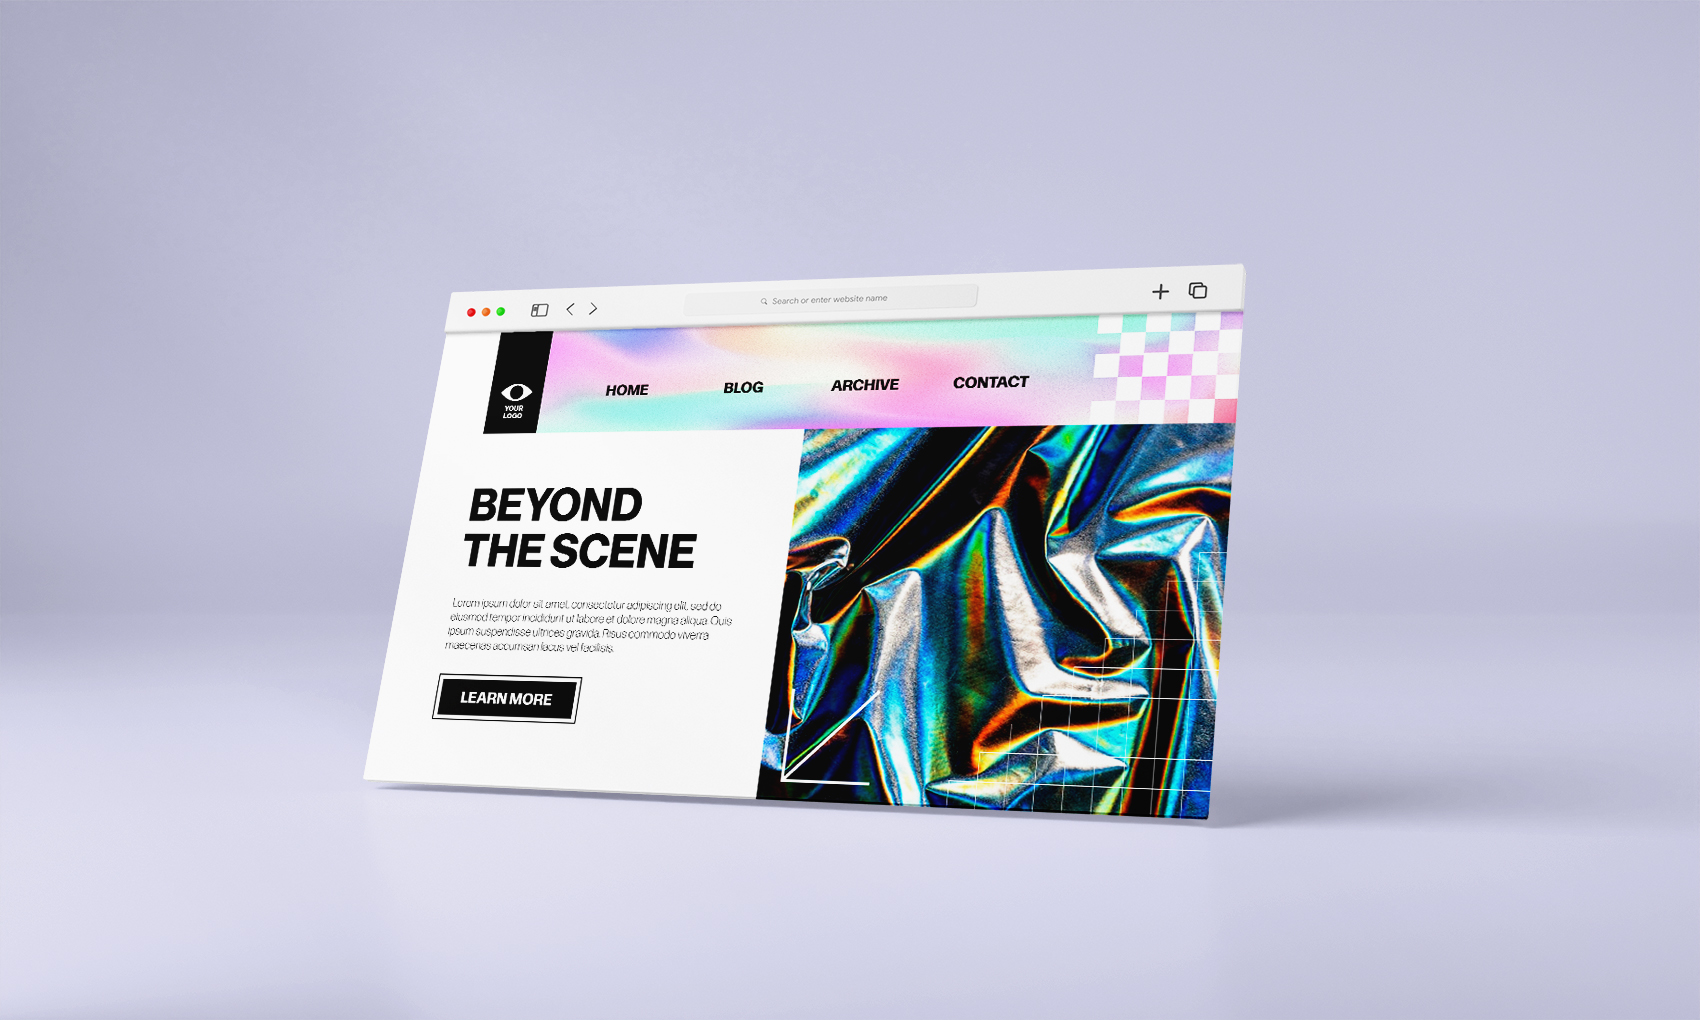 Search or enter website name
YOUR
LOGO
HOME
BLOG
ARCHIVE
CONTACT
BEYOND
THE SCENE
Lorem ipsum dolor sit amet, consectetur adipiscing elit, sed do
eiusmod tempor incididunt ut labore et dolore magna aliqua. Quis
ipsum suspendisse ultrices gravida. Risus commodo viverra
maecenas accumsan lacus vel facilisis.
LEARN MORE